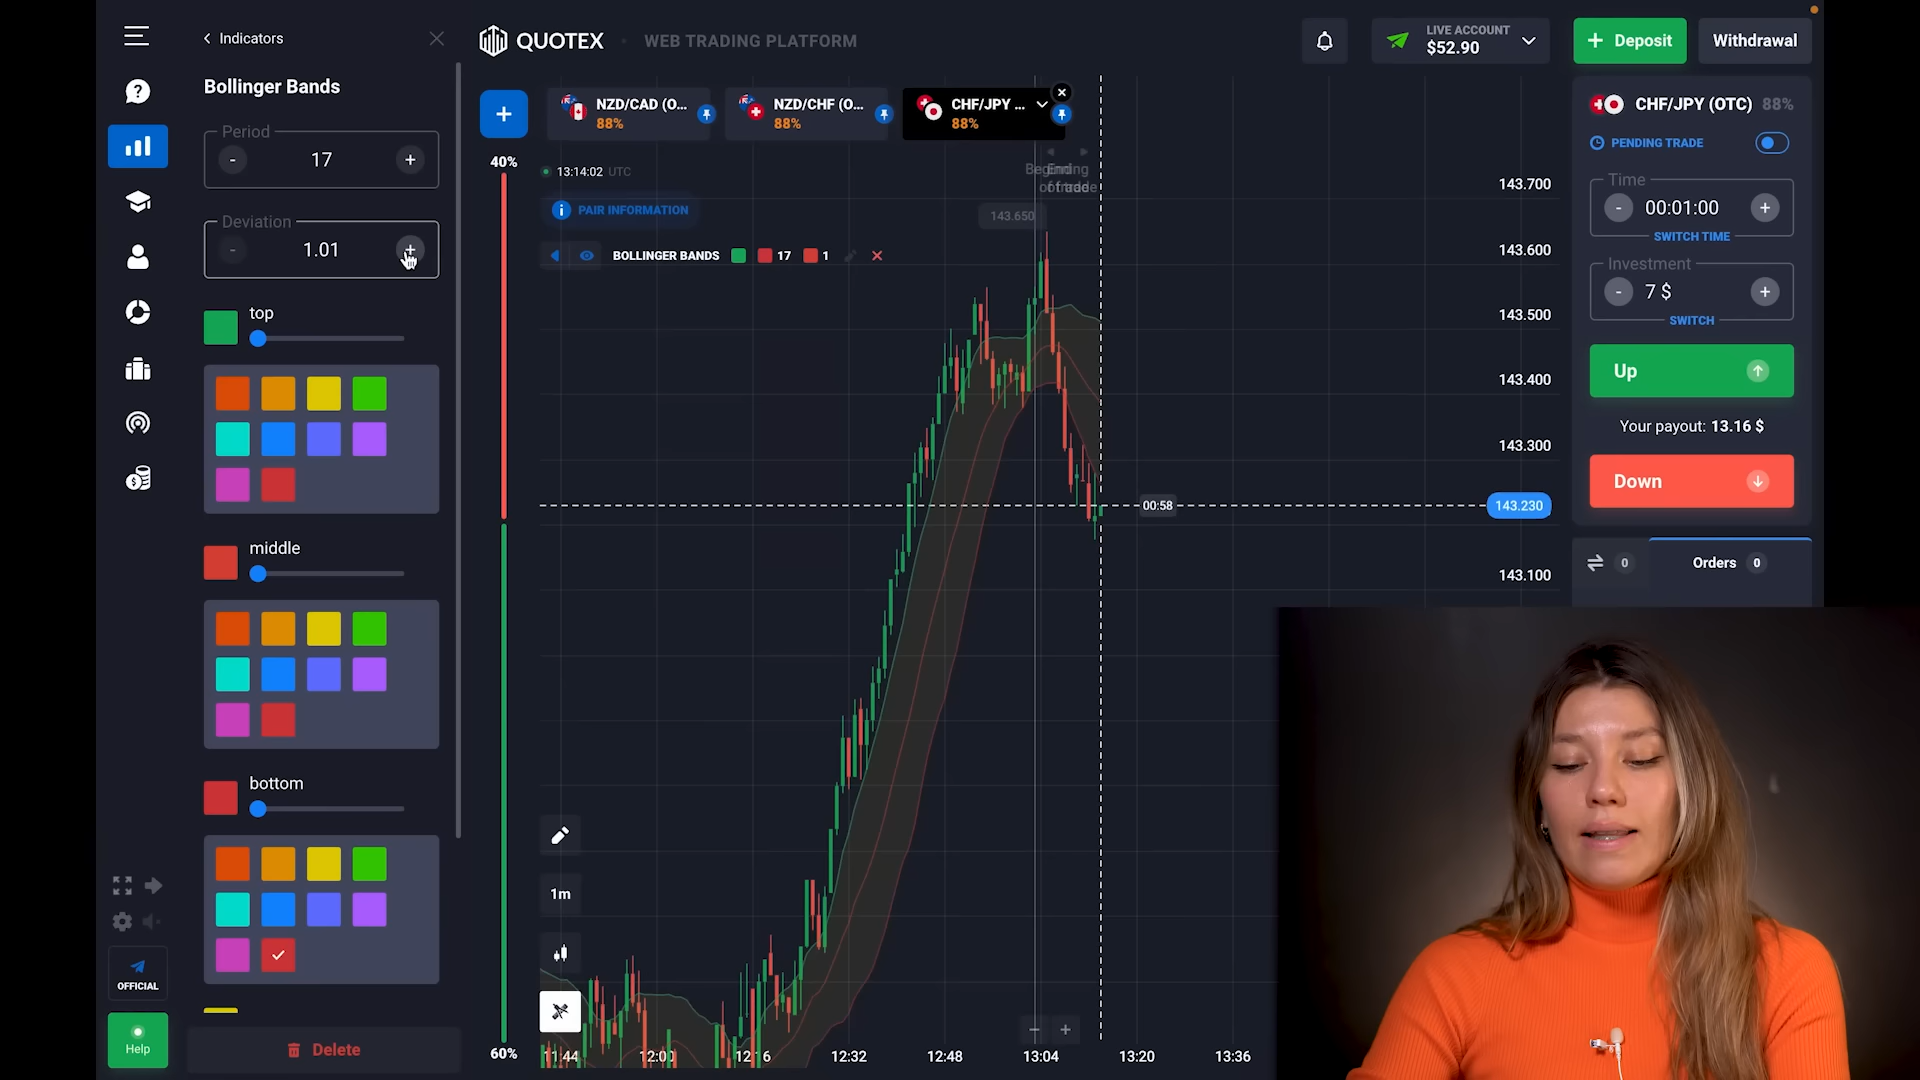 Indicators
Bollinger Bands
Period
-
17
+
Deviation
-
1.01
+
top
middle
bottom
Delete
OFFICIAL
Help
QUOTEX
WEB TRADING PLATFORM
LIVE ACCOUNT
$52.90
+ Deposit
Withdrawal
+
NZD/CAD (O...
88%
NZD/CHF (O...
88%
CHF/JPY ...
88%
40%
60%
13:14:02 UTC
PAIR INFORMATION
BOLLINGER BANDS 17 1
143.650
143.700
143.600
143.500
143.400
143.300
143.230
143.100
00:58
1m
- +
11:44
12:00
12:16
12:32
12:48
13:04
13:20
13:36
CHF/JPY (OTC) 88%
PENDING TRADE
Time
-
00:01:00
+
SWITCH TIME
Investment
-
7 $
+
SWITCH
Up
Your payout: 13.16 $
Down
0
Orders 0